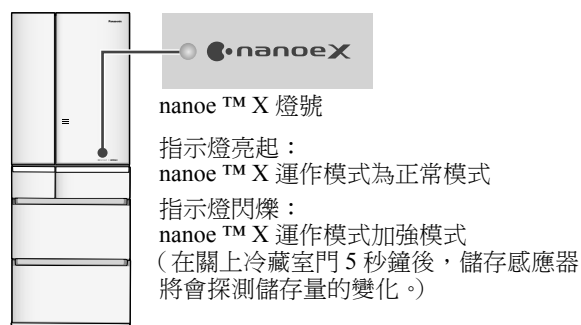 Panasonic
nanoeX
nanoe ™ X 燈號
指示燈亮起：
nanoe ™ X 運作模式為正常模式
指示燈閃爍：
nanoe ™ X 運作模式加強模式
（在關上冷藏室門 5 秒鐘後，儲存感應器
將會探測儲存量的變化。）